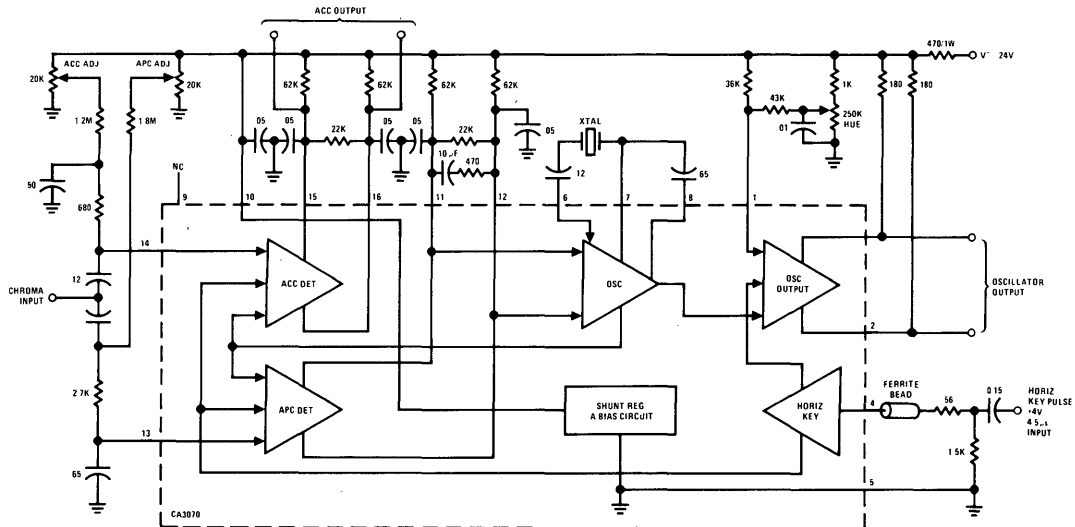 ACC OUTPUT
470/1W
V+ 24V
20K
ACC ADJ
APC ADJ
20K
62K
62K
62K
62K
36K
1K
180
180
43K
250K
HUE
01
1 2M
1 8M
05
05
22K
05
05
22K
05
XTAL
10 µF
470
12
65
50
NC
680
9
10
15
16
11
12
6
7
8
1
14
ACC DET
OSC
OSC
OUTPUT
OSCILLATOR
OUTPUT
12
CHROMA
INPUT
2
2 7K
APC DET
SHUNT REG
A BIAS CIRCUIT
HORIZ
KEY
4
FERRITE
BEAD
56
0.15
HORIZ
KEY PULSE
+4V
4 5µs
INPUT
13
1 5K
65
5
CA3070